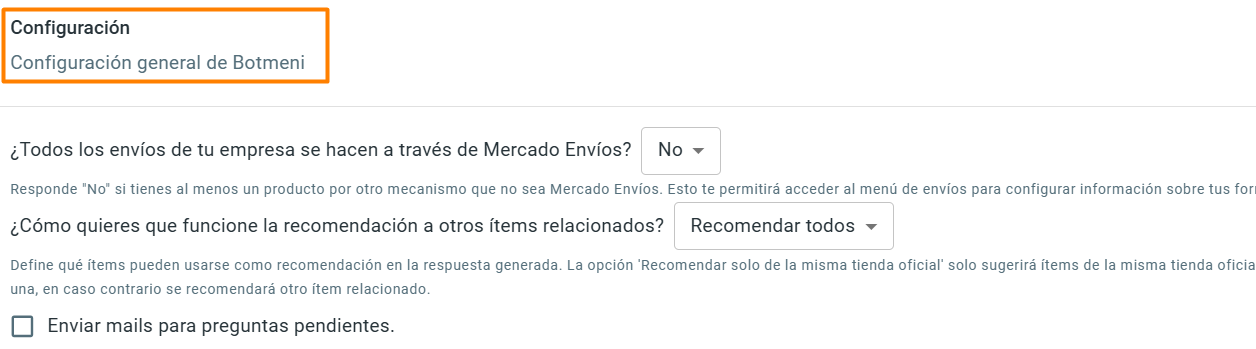 Configuración
Configuración general de Botmeni
¿Todos los envíos de tu empresa se hacen a través de Mercado Envíos? No
Responde "No" si tienes al menos un producto por otro mecanismo que no sea Mercado Envíos. Esto te permitirá acceder al menú de envíos para configurar información sobre tus
¿Cómo quieres que funcione la recomendación a otros ítems relacionados? Recomendar todos
Define qué ítems pueden usarse como recomendación en la respuesta generada. La opción 'Recomendar solo de la misma tienda oficial' solo sugerirá ítems de la misma tienda
una, en caso contrario se recomendará otro ítem relacionado.
Enviar mails para preguntas pendientes.